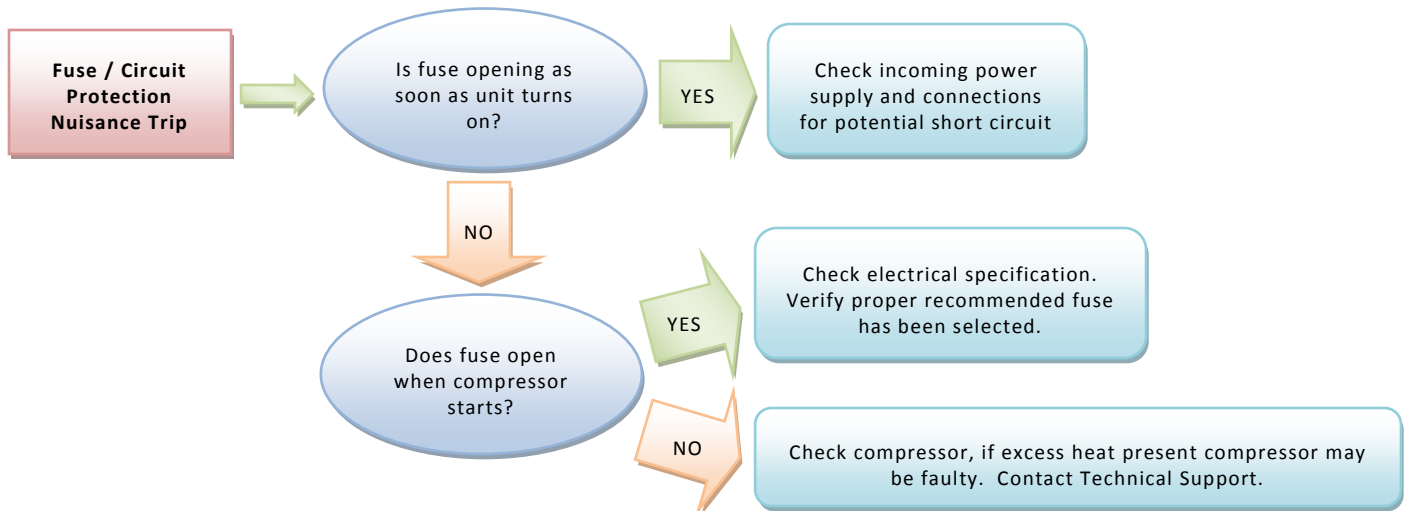 Fuse / Circuit
Protection
Nuisance Trip
Is fuse opening as
soon as unit turns
on?
YES
Check incoming power
supply and connections
for potential short circuit
NO
Does fuse open
when compressor
starts?
YES
Check electrical specification.
Verify proper recommended fuse
has been selected.
NO
Check compressor, if excess heat present compressor may
be faulty.  Contact Technical Support.